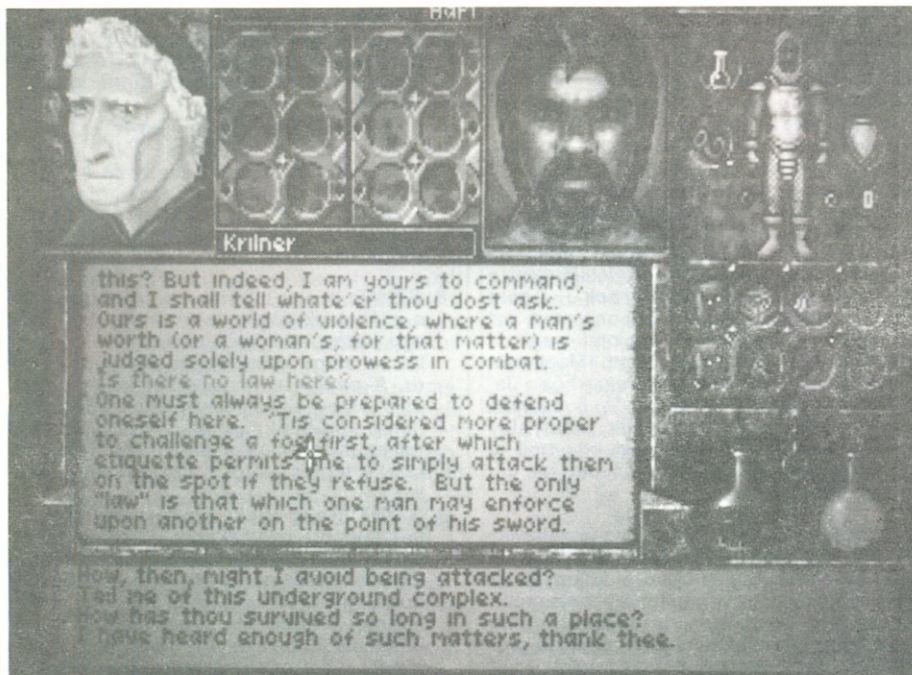 Krilner
this? But indeed, I am yours to command,
and I shall tell whate'er thou dost ask.
Ours is a world of violence, where a man's
worth (or a woman's, for that matter) is
judged solely upon prowess in combat.
Is there no law here?
One must always be prepared to defend
oneself here. 'Tis considered more proper
to challenge a foe first, after which
etiquette permits one to simply attack them
on the spot if they refuse. But the only
"law" is that which one man may enforce
upon another on the point of his sword.
How, then, might I avoid being attacked?
Tell me of this underground complex.
How has thou survived so long in such a place?
I have heard enough of such matters, thank thee.